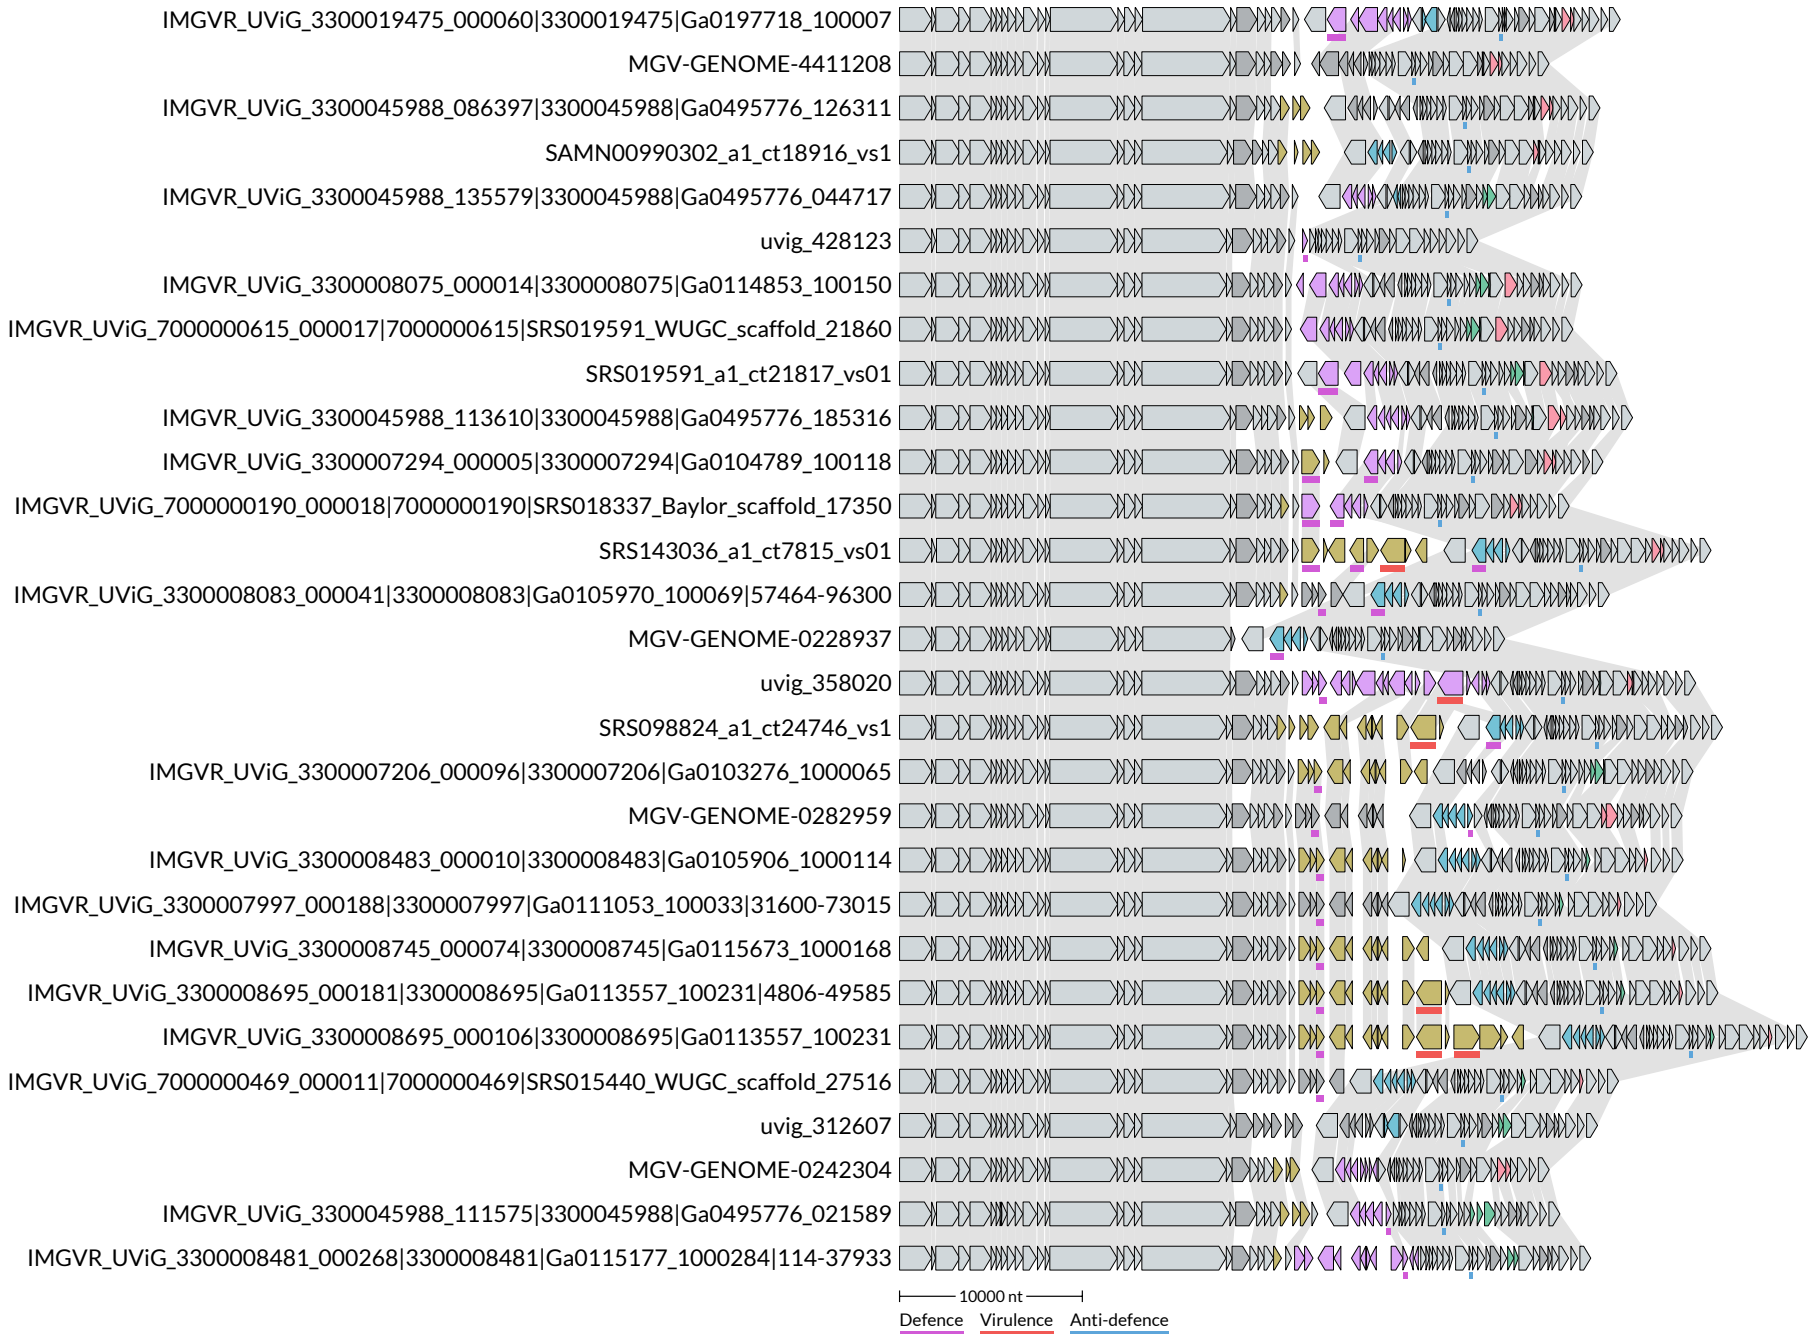 IMGVR_UViG_3300019475_000060|3300019475|Ga0197718_100007
MGV-GENOME-4411208
IMGVR_UViG_3300045988_086397|3300045988|Ga0495776_126311
SAMN00990302_a1_ct18916_vs1
IMGVR_UViG_3300045988_135579|3300045988|Ga0495776_044717
uvig_428123
IMGVR_UViG_3300008075_000014|3300008075|Ga0114853_100150
IMGVR_UViG_7000000615_000017|7000000615|SRS019591_WUGC_scaffold_21860
SRS019591_a1_ct21817_vs01
IMGVR_UViG_3300045988_113610|3300045988|Ga0495776_185316
IMGVR_UViG_3300007294_000005|3300007294|Ga0104789_100118
IMGVR_UViG_7000000190_000018|7000000190|SRS018337_Baylor_scaffold_17350
SRS143036_a1_ct7815_vs01
IMGVR_UViG_3300008083_000041|3300008083|Ga0105970_100069|57464-96300
MGV-GENOME-0228937
uvig_358020
SRS098824_a1_ct24746_vs1
IMGVR_UViG_3300007206_000096|3300007206|Ga0103276_1000065
MGV-GENOME-0282959
IMGVR_UViG_3300008483_000010|3300008483|Ga0105906_1000114
IMGVR_UViG_3300007997_000188|3300007997|Ga0111053_100033|31600-73015
IMGVR_UViG_3300008745_000074|3300008745|Ga0115673_1000168
IMGVR_UViG_3300008695_000181|3300008695|Ga0113557_100231|4806-49585
IMGVR_UViG_3300008695_000106|3300008695|Ga0113557_100231
IMGVR_UViG_7000000469_000011|7000000469|SRS015440_WUGC_scaffold_27516
uvig_312607
MGV-GENOME-0242304
IMGVR_UViG_3300045988_111575|3300045988|Ga0495776_021589
IMGVR_UViG_3300008481_000268|3300008481|Ga0115177_1000284|114-37933
10000 nt
Defence Virulence Anti-defence